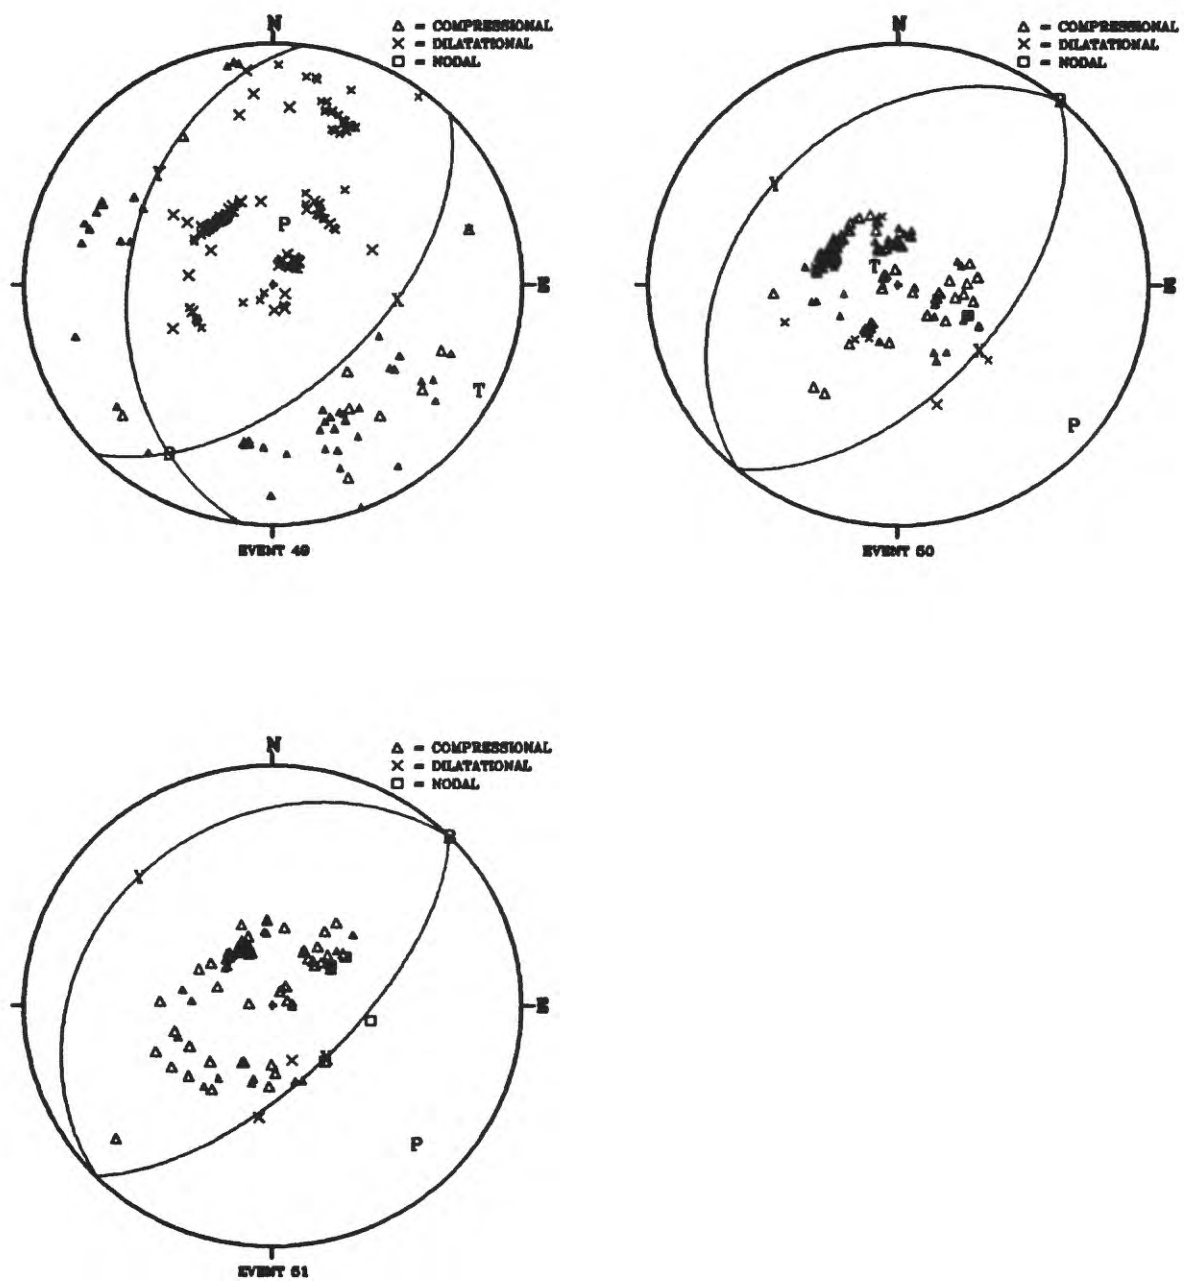 N
△ = COMPRESSIONAL
× = DILATATIONAL
□ = NODAL
Y
P
E
X
T
B
EVENT 49
N
△ = COMPRESSIONAL
× = DILATATIONAL
□ = NODAL
Y
T
E
X
P
EVENT 50
N
△ = COMPRESSIONAL
× = DILATATIONAL
□ = NODAL
B
E
P
EVENT 51